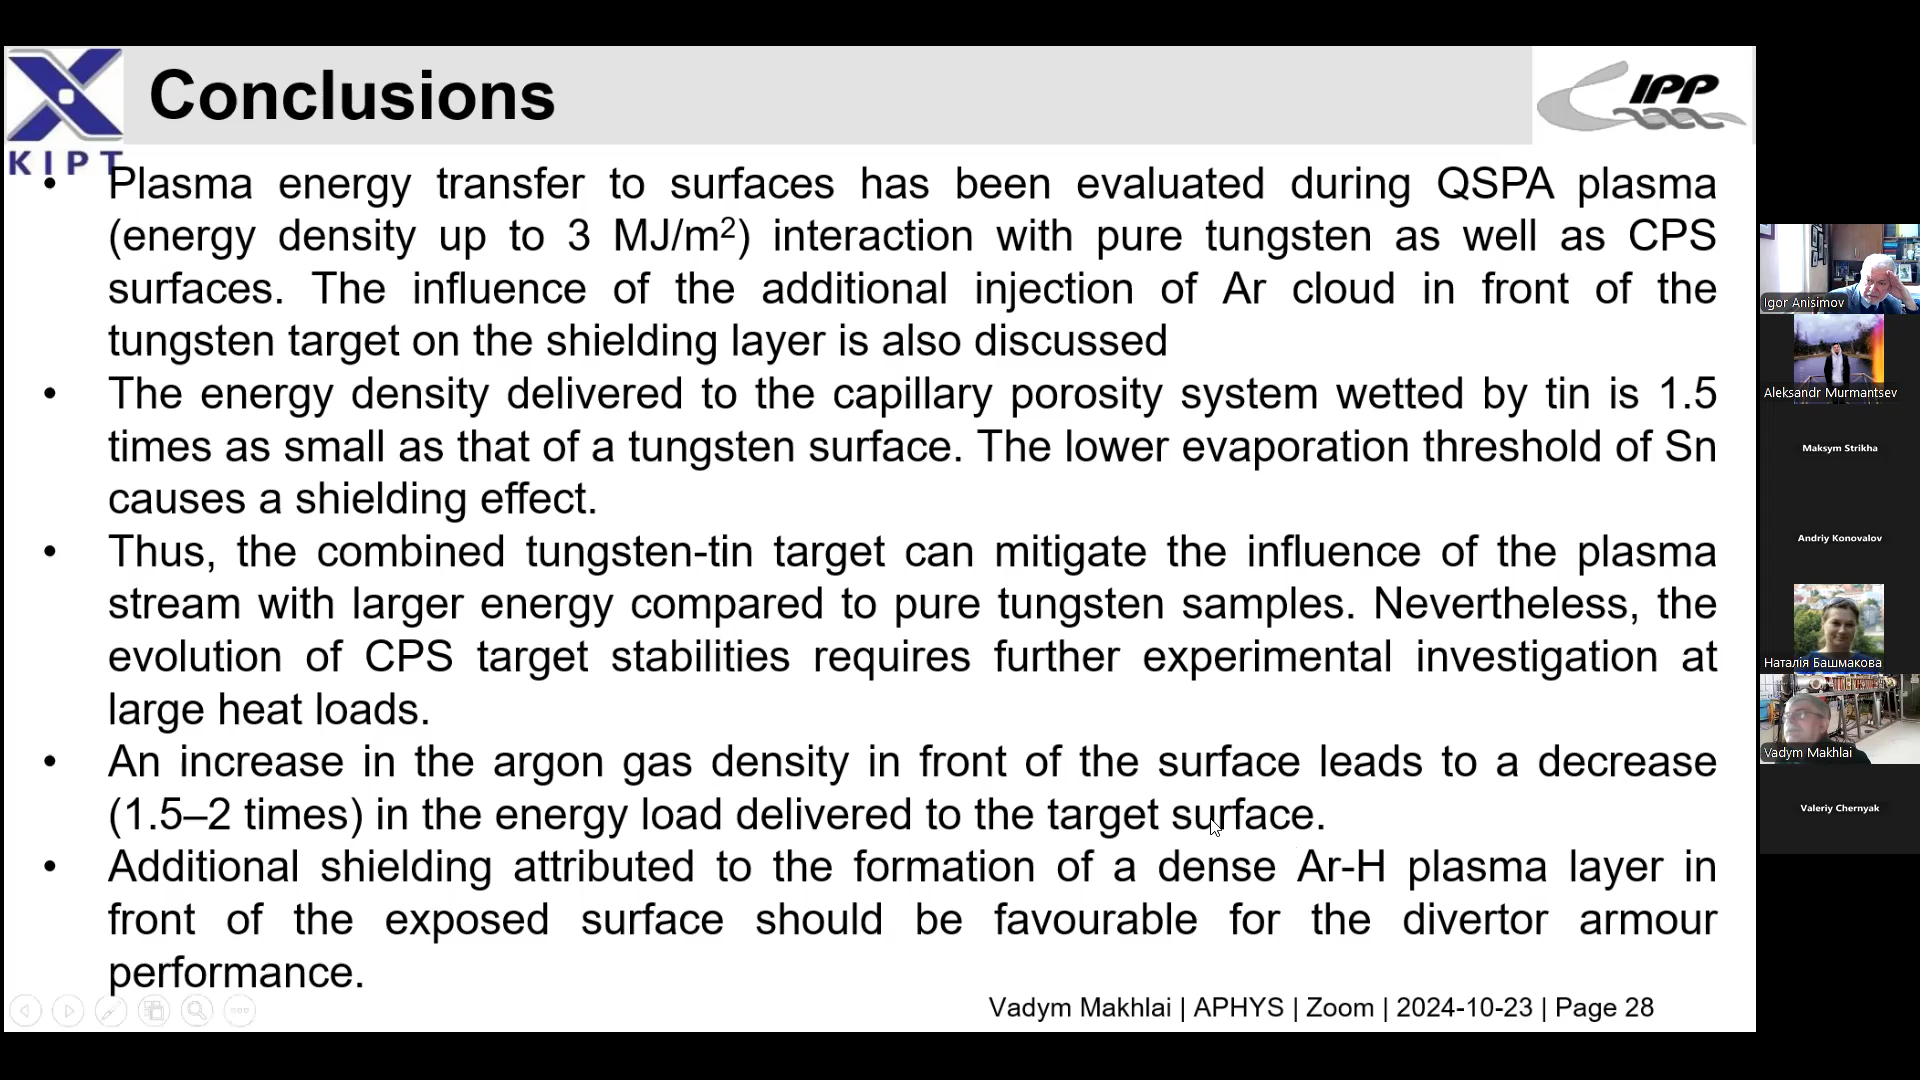 Conclusions
IPP
KIPT
• Plasma energy transfer to surfaces has been evaluated during QSPA plasma
(energy density up to 3 MJ/m²) interaction with pure tungsten as well as CPS
surfaces. The influence of the additional injection of Ar cloud in front of the
tungsten target on the shielding layer is also discussed
• The energy density delivered to the capillary porosity system wetted by tin is 1.5
times as small as that of a tungsten surface. The lower evaporation threshold of Sn
causes a shielding effect.
• Thus, the combined tungsten-tin target can mitigate the influence of the plasma
stream with larger energy compared to pure tungsten samples. Nevertheless, the
evolution of CPS target stabilities requires further experimental investigation at
large heat loads.
• An increase in the argon gas density in front of the surface leads to a decrease
(1.5–2 times) in the energy load delivered to the target surface.
• Additional shielding attributed to the formation of a dense Ar-H plasma layer in
front of the exposed surface should be favourable for the divertor armour
performance.
Vadym Makhlai | APHYS | Zoom | 2024-10-23 | Page 28
Igor Anisimov
Aleksandr Murmantsev
Maksym Strikha
Andriy Konovalov
Наталія Башмакова
Vadym Makhlai
Valeriy Chernyak